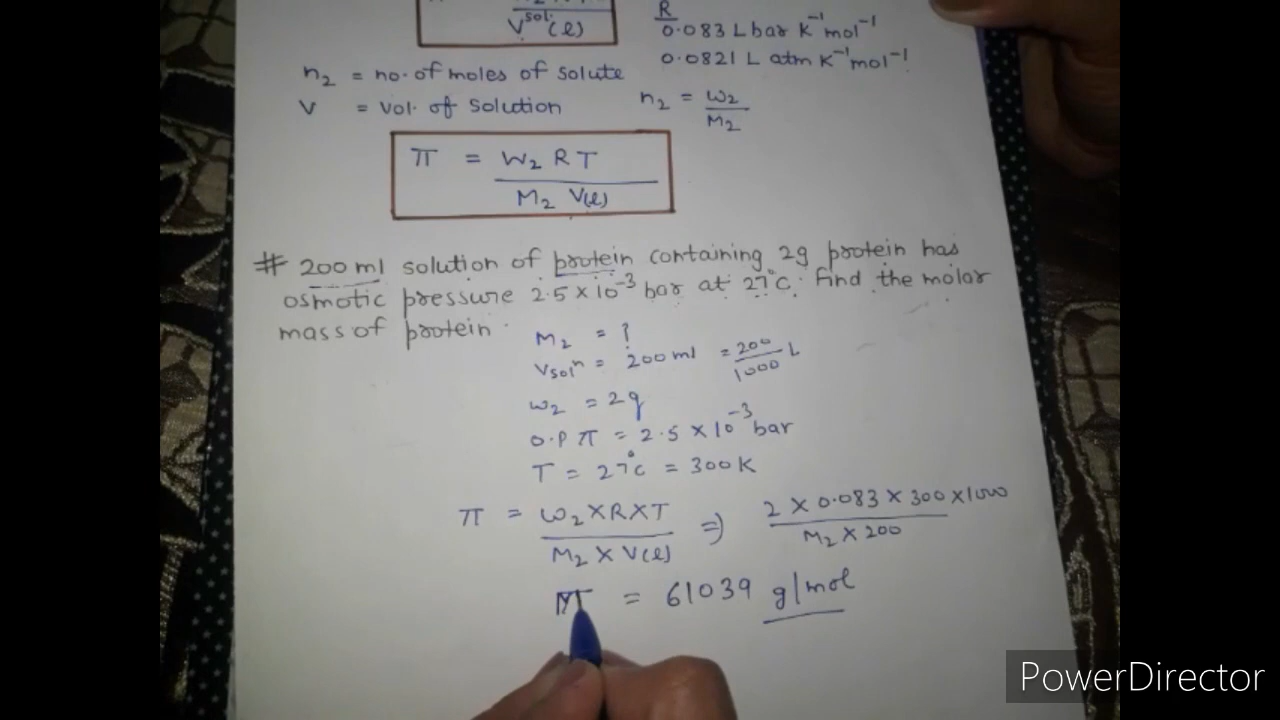 V sol. (l)
R
0.083 L bar K⁻¹ mol⁻¹
0.0821 L atm K⁻¹ mol⁻¹
n₂ = no. of moles of solute
V = Vol. of solution
n₂ = W₂
M₂
π = W₂ R T
M₂ V(l)
# 200 ml solution of protein containing 2g protein has
osmotic pressure 2.5 × 10⁻³ bar at 27°C. Find the molar
mass of protein.
M₂ = ?
Vsolⁿ = 200 ml = 200/1000 L
W₂ = 2g
O.P π = 2.5 × 10⁻³ bar
T = 27°C = 300 K
π = W₂ × R × T ⇒ 2 × 0.083 × 300 × 1000
M₂ × V(l) M₂ × 200
= 61039 g/mol
PowerDirector